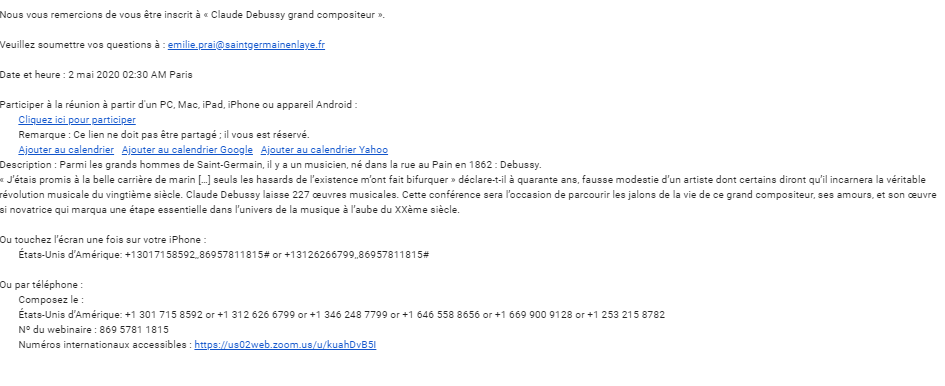 Nous vous remercions de vous être inscrit à « Claude Debussy grand compositeur ».
Veuillez soumettre vos questions à : emilie.prai@saintgermainenlaye.fr
Date et heure : 2 mai 2020 02:30 AM Paris
Participer à la réunion à partir d'un PC, Mac, iPad, iPhone ou appareil Android :
Cliquez ici pour participer
Remarque : Ce lien ne doit pas être partagé ; il vous est réservé.
Ajouter au calendrier Ajouter au calendrier Google Ajouter au calendrier Yahoo
Description : Parmi les grands hommes de Saint-Germain, il y a un musicien, né dans la rue au Pain en 1862 : Debussy.
« J'étais promis à la belle carrière de marin […] seuls les hasards de l'existence m'ont fait bifurquer » déclare-t-il à quarante ans, fausse modestie d'un artiste dont certains diront qu'il incarnera la véritable
révolution musicale du vingtième siècle. Claude Debussy laisse 227 œuvres musicales. Cette conférence sera l'occasion de parcourir les jalons de la vie de ce grand compositeur, ses amours, et son œuvre
si novatrice qui marqua une étape essentielle dans l'univers de la musique à l'aube du XXème siècle.
Ou touchez l'écran une fois sur votre iPhone :
États-Unis d'Amérique: +13017158592,,86957811815# or +13126266799,,86957811815#
Ou par téléphone :
Composez le :
États-Unis d'Amérique: +1 301 715 8592 or +1 312 626 6799 or +1 346 248 7799 or +1 646 558 8656 or +1 669 900 9128 or +1 253 215 8782
Nº du webinaire : 869 5781 1815
Numéros internationaux accessibles : https://us02web.zoom.us/u/kuahDvB5I